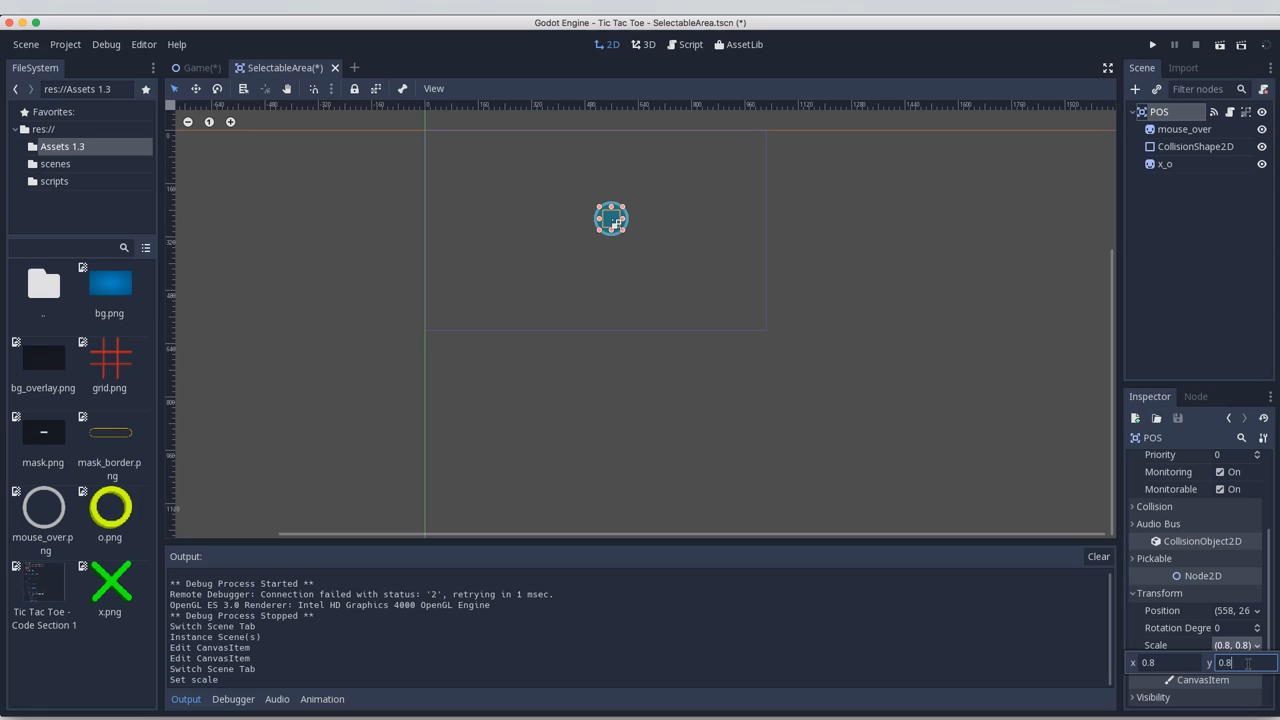 Godot Engine - Tic Tac Toe - SelectableArea.tscn (*)
Scene Project Debug Editor Help
2D 3D Script AssetLib
FileSystem
Game(*) SelectableArea(*)
Scene Import
res://Assets 1.3
View
Filter nodes
Favorites:
res://
Assets 1.3
scenes
scripts
POS
mouse_over
CollisionShape2D
x_o
..
bg.png
bg_overlay.png
grid.png
mask.png
mask_border.p
ng
mouse_over.p
ng
o.png
Tic Tac Toe -
Code Section 1
x.png
Output:
Clear
** Debug Process Started **
Remote Debugger: Connection failed with status: '2', retrying in 1 msec.
OpenGL ES 3.0 Renderer: Intel HD Graphics 4000 OpenGL Engine
** Debug Process Stopped **
Switch Scene Tab
Instance Scene(s)
Edit CanvasItem
Edit CanvasItem
Switch Scene Tab
Set scale
Output Debugger Audio Animation
Inspector Node
POS
Priority 0
Monitoring On
Monitorable On
Collision
Audio Bus
CollisionObject2D
Pickable
Node2D
Transform
Position (558, 26
Rotation Degre 0
Scale (0.8, 0.8)
x 0.8 y 0.8
CanvasItem
Visibility